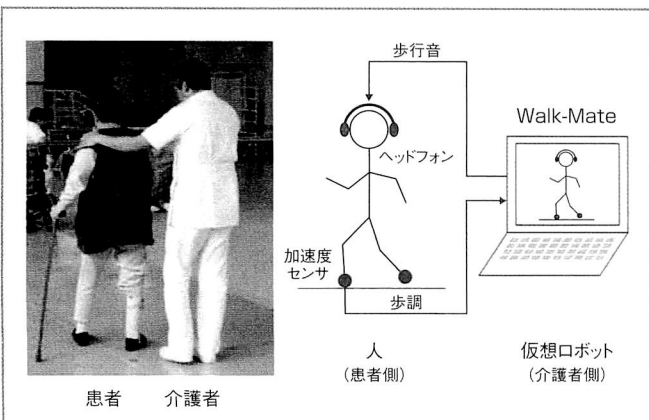 歩行音
Walk-Mate
ヘッドフォン
加速度
センサ
歩調
患者
介護者
人
(患者側)
仮想ロボット
(介護者側)